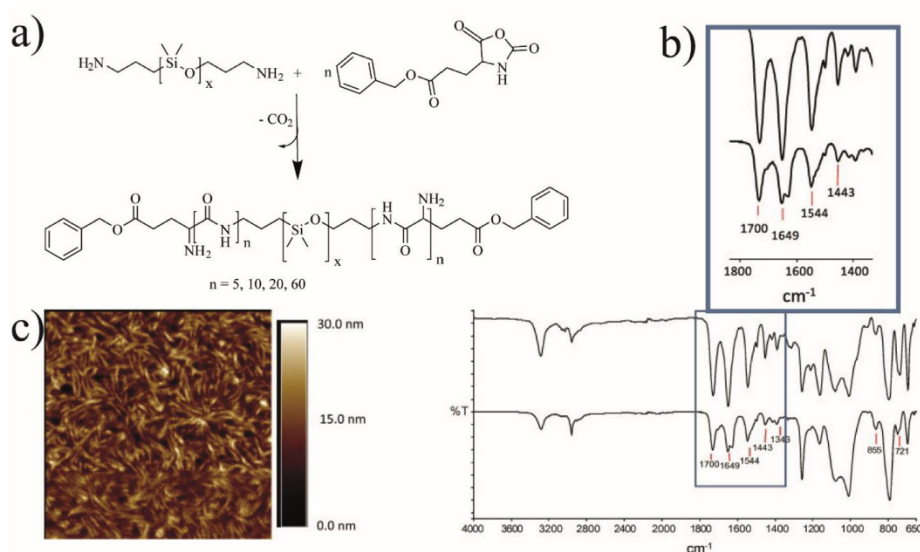 a)
H₂N
Si
O
x
NH₂
+
n
O
O
O
O
O
NH
- CO₂
O
O
O
NH₂
N
H
n
Si
O
x
H
N
O
NH₂
n
O
O
n = 5, 10, 20, 60
b)
1700
1649
1544
1443
1800
1600
1400
cm⁻¹
c)
30.0 nm
15.0 nm
0.0 nm
%T
1700
1649
1544
1443
1343
855
721
4000
3600
3200
2800
2400
2000
1800
1600
1400
1200
1000
800
650
cm⁻¹